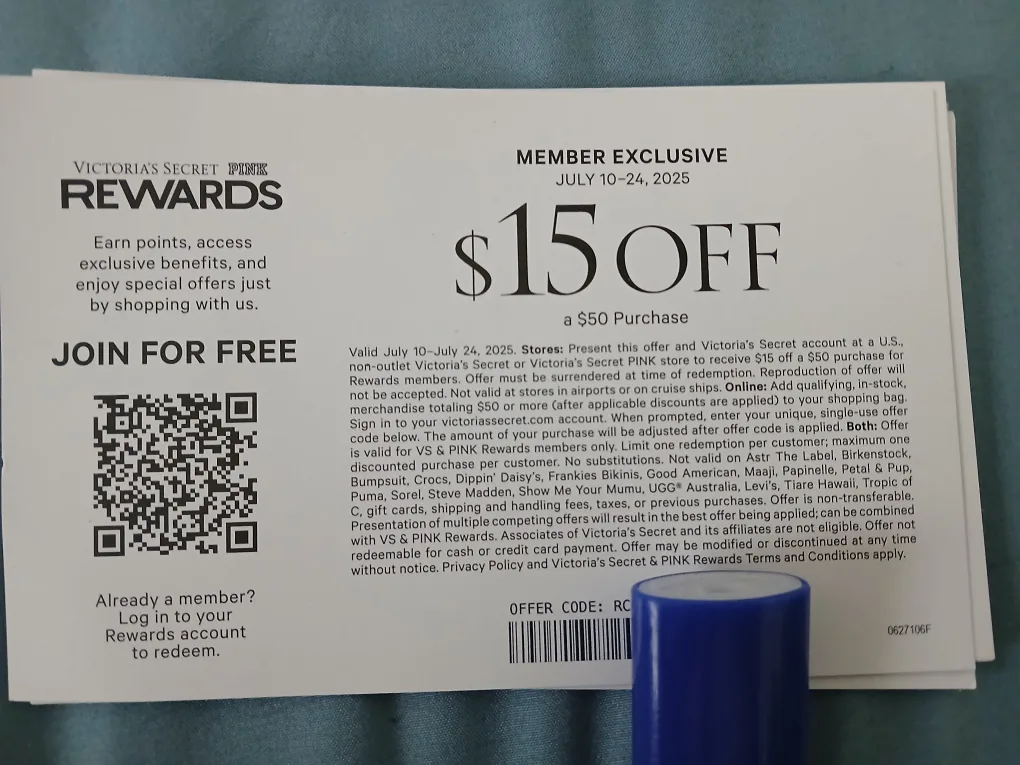 VICTORIA'S SECRET PINK
REWARDS
Earn points, access
exclusive benefits, and
enjoy special offers just
by shopping with us.
JOIN FOR FREE
Already a member?
Log in to your
Rewards account
to redeem.
MEMBER EXCLUSIVE
JULY 10–24, 2025
$15 OFF
a $50 Purchase
Valid July 10–July 24, 2025. Stores: Present this offer and Victoria's Secret account at a U.S.,
non-outlet Victoria's Secret or Victoria's Secret PINK store to receive $15 off a $50 purchase for
Rewards members. Offer must be surrendered at time of redemption. Reproduction of offer will
not be accepted. Not valid at stores in airports or on cruise ships. Online: Add qualifying, in-stock,
merchandise totaling $50 or more (after applicable discounts are applied) to your shopping bag.
Sign in to your victoriassecret.com account. When prompted, enter your unique, single-use offer
code below. The amount of your purchase will be adjusted after offer code is applied. Both: Offer
is valid for VS & PINK Rewards members only. Limit one redemption per customer; maximum one
discounted purchase per customer. No substitutions. Not valid on Astr The Label, Birkenstock,
Bumpsuit, Crocs, Dippin' Daisy's, Frankies Bikinis, Good American, Maaji, Papinelle, Petal & Pup,
Puma, Sorel, Steve Madden, Show Me Your Mumu, UGG® Australia, Levi's, Tiare Hawaii, Tropic of
C, gift cards, shipping and handling fees, taxes, or previous purchases. Offer is non-transferable.
Presentation of multiple competing offers will result in the best offer being applied; can be combined
with VS & PINK Rewards. Associates of Victoria's Secret and its affiliates are not eligible. Offer not
redeemable for cash or credit card payment. Offer may be modified or discontinued at any time
without notice. Privacy Policy and Victoria's Secret & PINK Rewards Terms and Conditions apply.
OFFER CODE: RC
0627106F